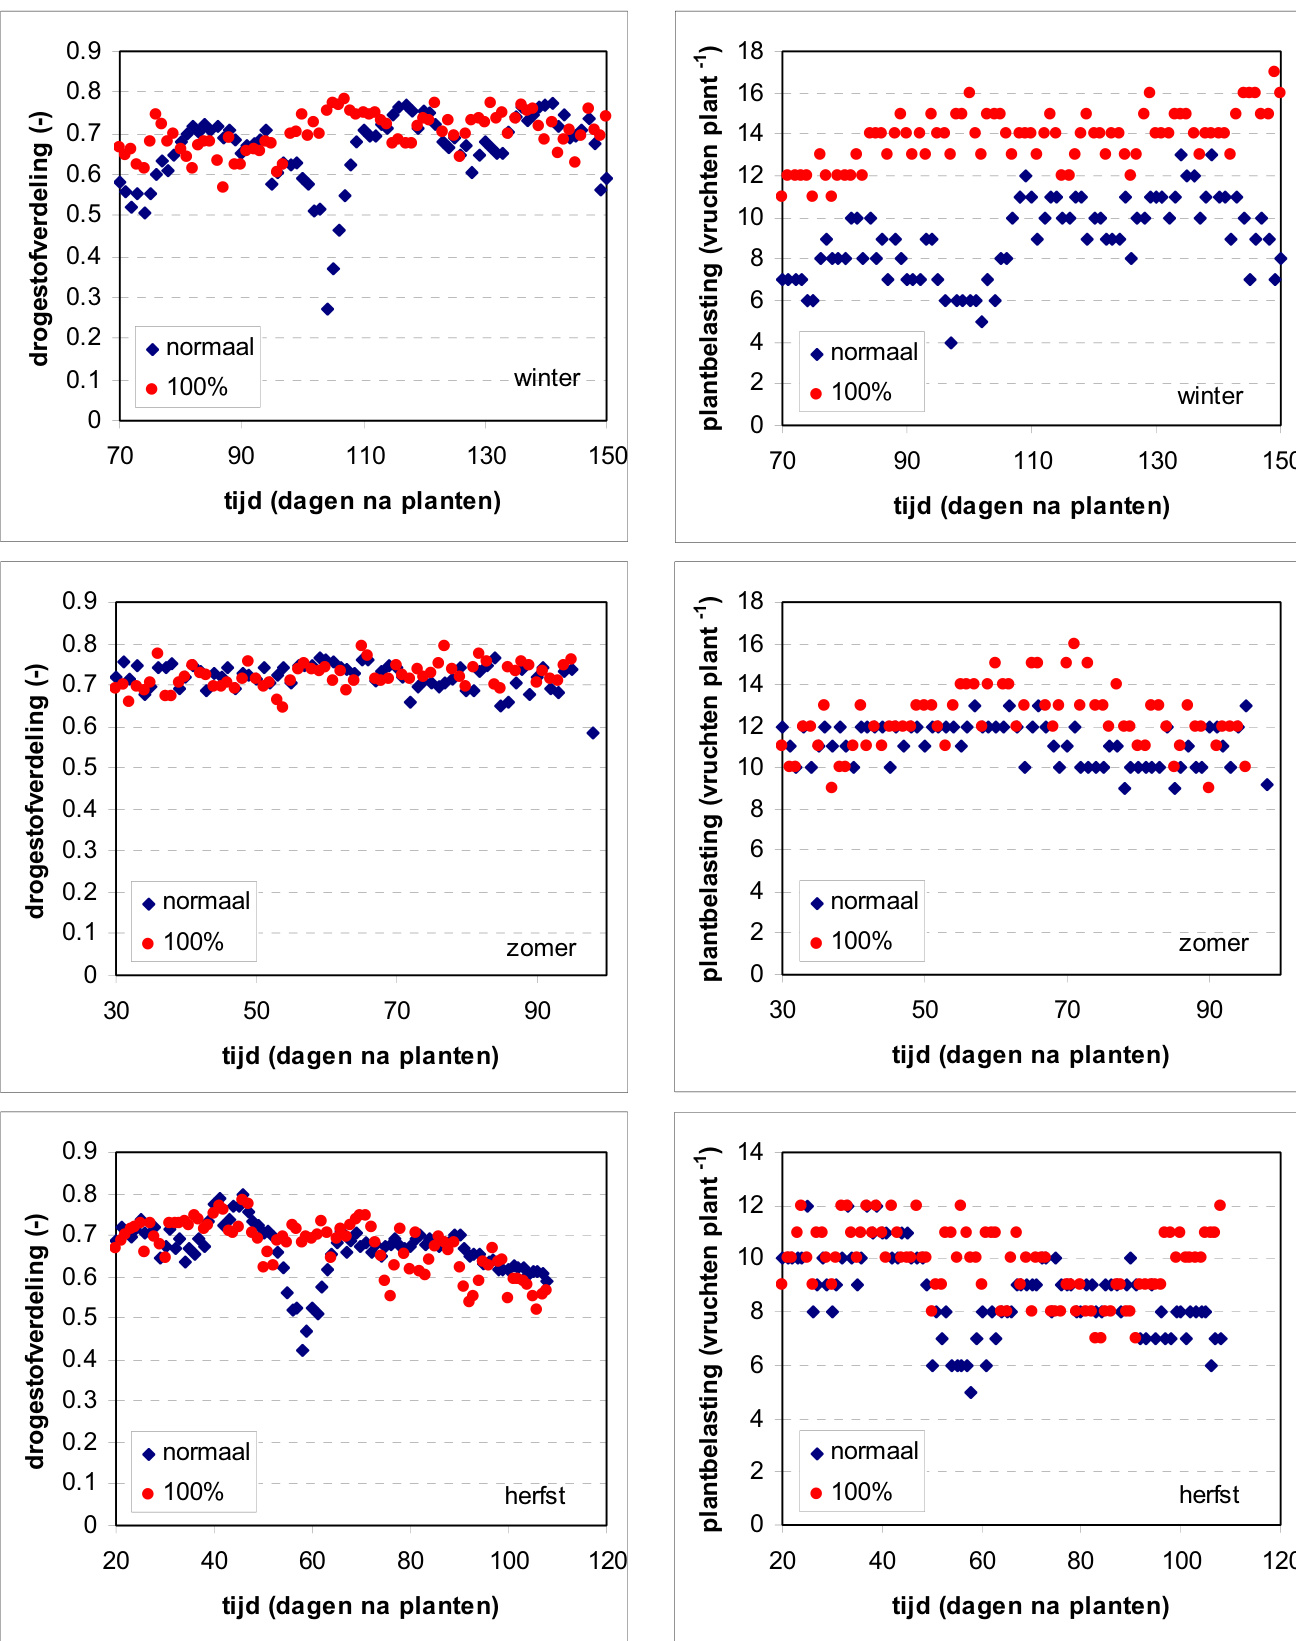 0.9
0.8
0.7
0.6
0.5
0.4
0.3
0.2
0.1
0
drogestofverdeling (-)
normaal
100%
winter
70 90 110 130 150
tijd (dagen na planten)
18
16
14
12
10
8
6
4
2
0
plantbelasting (vruchten plant -1)
normaal
100%
winter
70 90 110 130 150
tijd (dagen na planten)
0.9
0.8
0.7
0.6
0.5
0.4
0.3
0.2
0.1
0
drogestofverdeling (-)
normaal
100%
zomer
30 50 70 90
tijd (dagen na planten)
18
16
14
12
10
8
6
4
2
0
plantbelasting (vruchten plant -1)
normaal
100%
zomer
30 50 70 90
tijd (dagen na planten)
0.9
0.8
0.7
0.6
0.5
0.4
0.3
0.2
0.1
0
drogestofverdeling (-)
normaal
100%
herfst
20 40 60 80 100 120
tijd (dagen na planten)
14
12
10
8
6
4
2
0
plantbelasting (vruchten plant -1)
normaal
100%
herfst
20 40 60 80 100 120
tijd (dagen na planten)